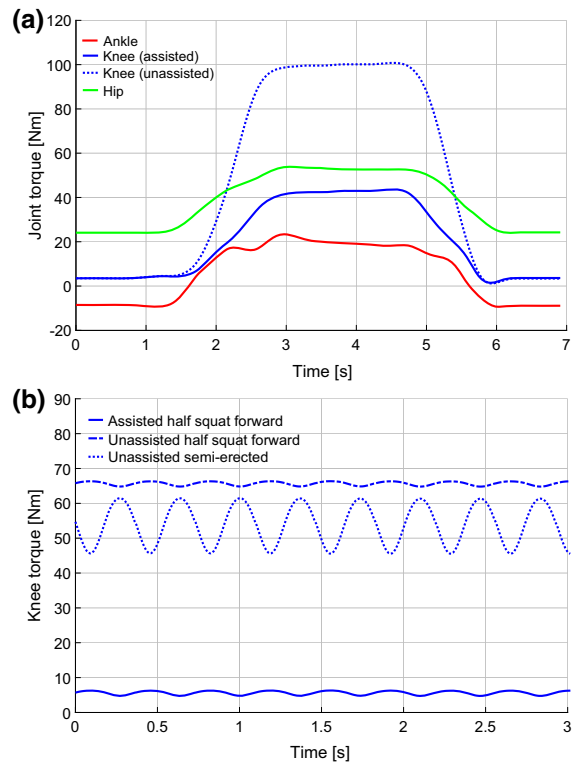 (a)
Ankle
Knee (assisted)
Knee (unassisted)
Hip
Joint torque [Nm]
120
100
80
60
40
20
0
-20
0 1 2 3 4 5 6 7
Time [s]
(b)
Assisted half squat forward
Unassisted half squat forward
Unassisted semi-erected
Knee torque [Nm]
90
80
70
60
50
40
30
20
10
0
0 0.5 1 1.5 2 2.5 3
Time [s]